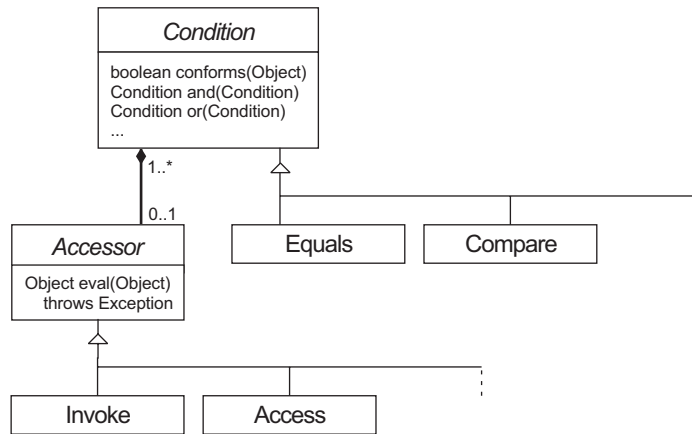 Condition
boolean conforms(Object)
Condition and(Condition)
Condition or(Condition)
...
1..*
0..1
Accessor
Object eval(Object)
throws Exception
Equals
Compare
Invoke
Access